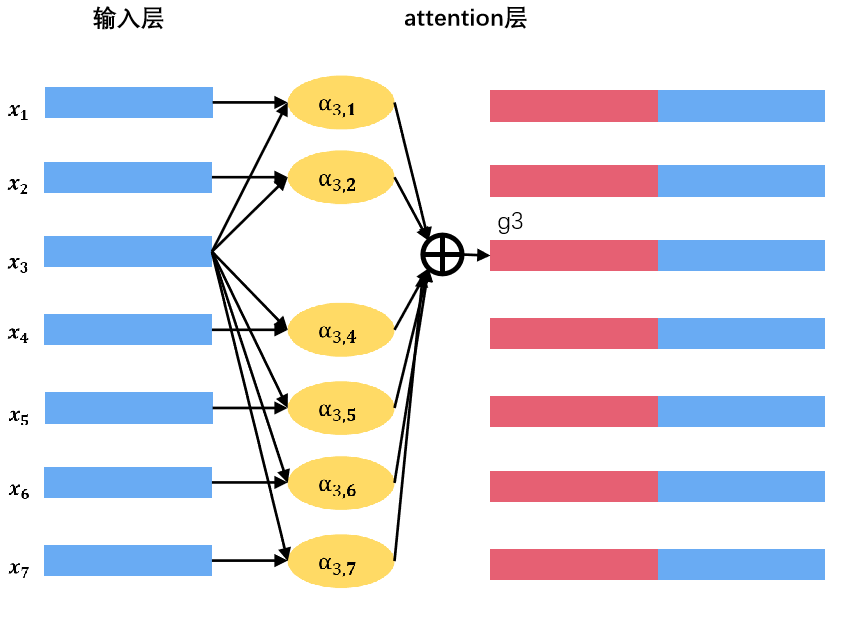 输入层 attention层
x₁ α₃,₁
x₂ α₃,₂
g3
x₃
x₄ α₃,₄
x₅ α₃,₅
x₆ α₃,₆
x₇ α₃,₇